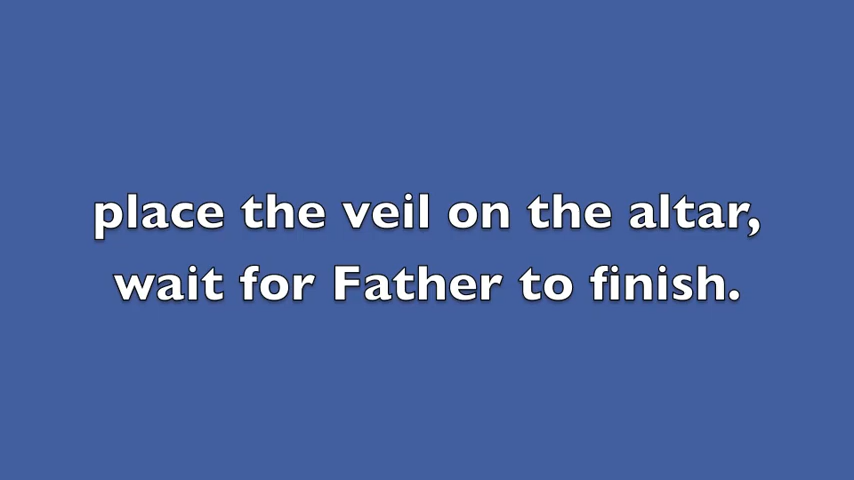 place the veil on the altar,
wait for Father to finish.